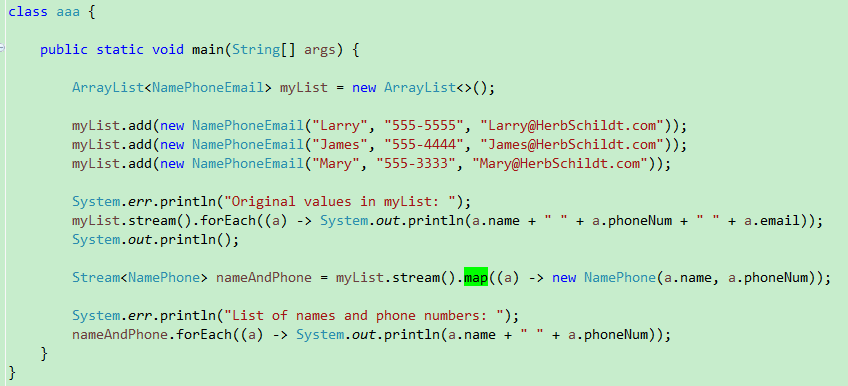 class aaa {
public static void main(String[] args) {
ArrayList<NamePhoneEmail> myList = new ArrayList<>();
myList.add(new NamePhoneEmail("Larry", "555-5555", "Larry@HerbSchildt.com"));
myList.add(new NamePhoneEmail("James", "555-4444", "James@HerbSchildt.com"));
myList.add(new NamePhoneEmail("Mary", "555-3333", "Mary@HerbSchildt.com"));
System.err.println("Original values in myList: ");
myList.stream().forEach((a) -> System.out.println(a.name + " " + a.phoneNum + " " + a.email));
System.out.println();
Stream<NamePhone> nameAndPhone = myList.stream().map((a) -> new NamePhone(a.name, a.phoneNum));
System.err.println("List of names and phone numbers: ");
nameAndPhone.forEach((a) -> System.out.println(a.name + " " + a.phoneNum));
}
}